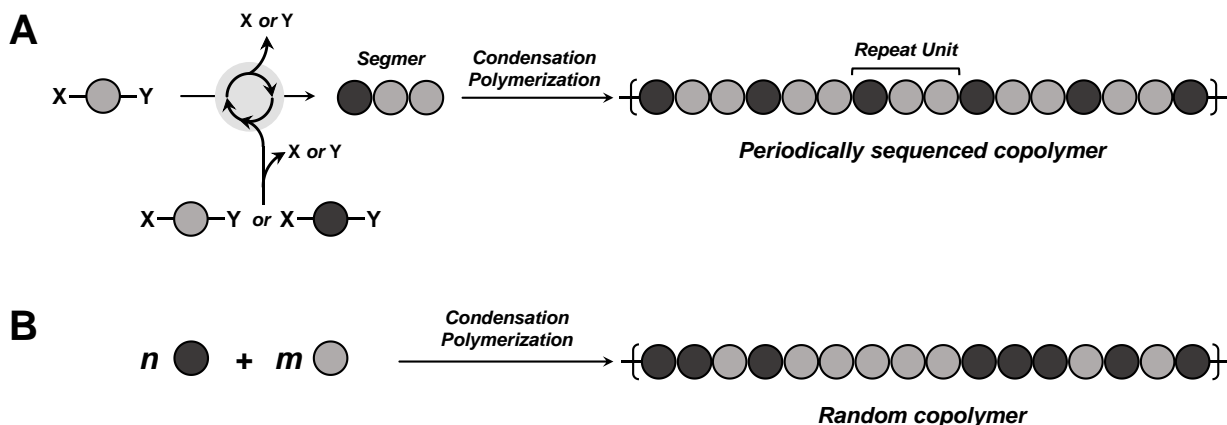 A
X or Y
X Y
Segmer
Condensation
Polymerization
Repeat Unit
Periodically sequenced copolymer
X or Y
X Y or X Y
B
n + m
Condensation
Polymerization
Random copolymer